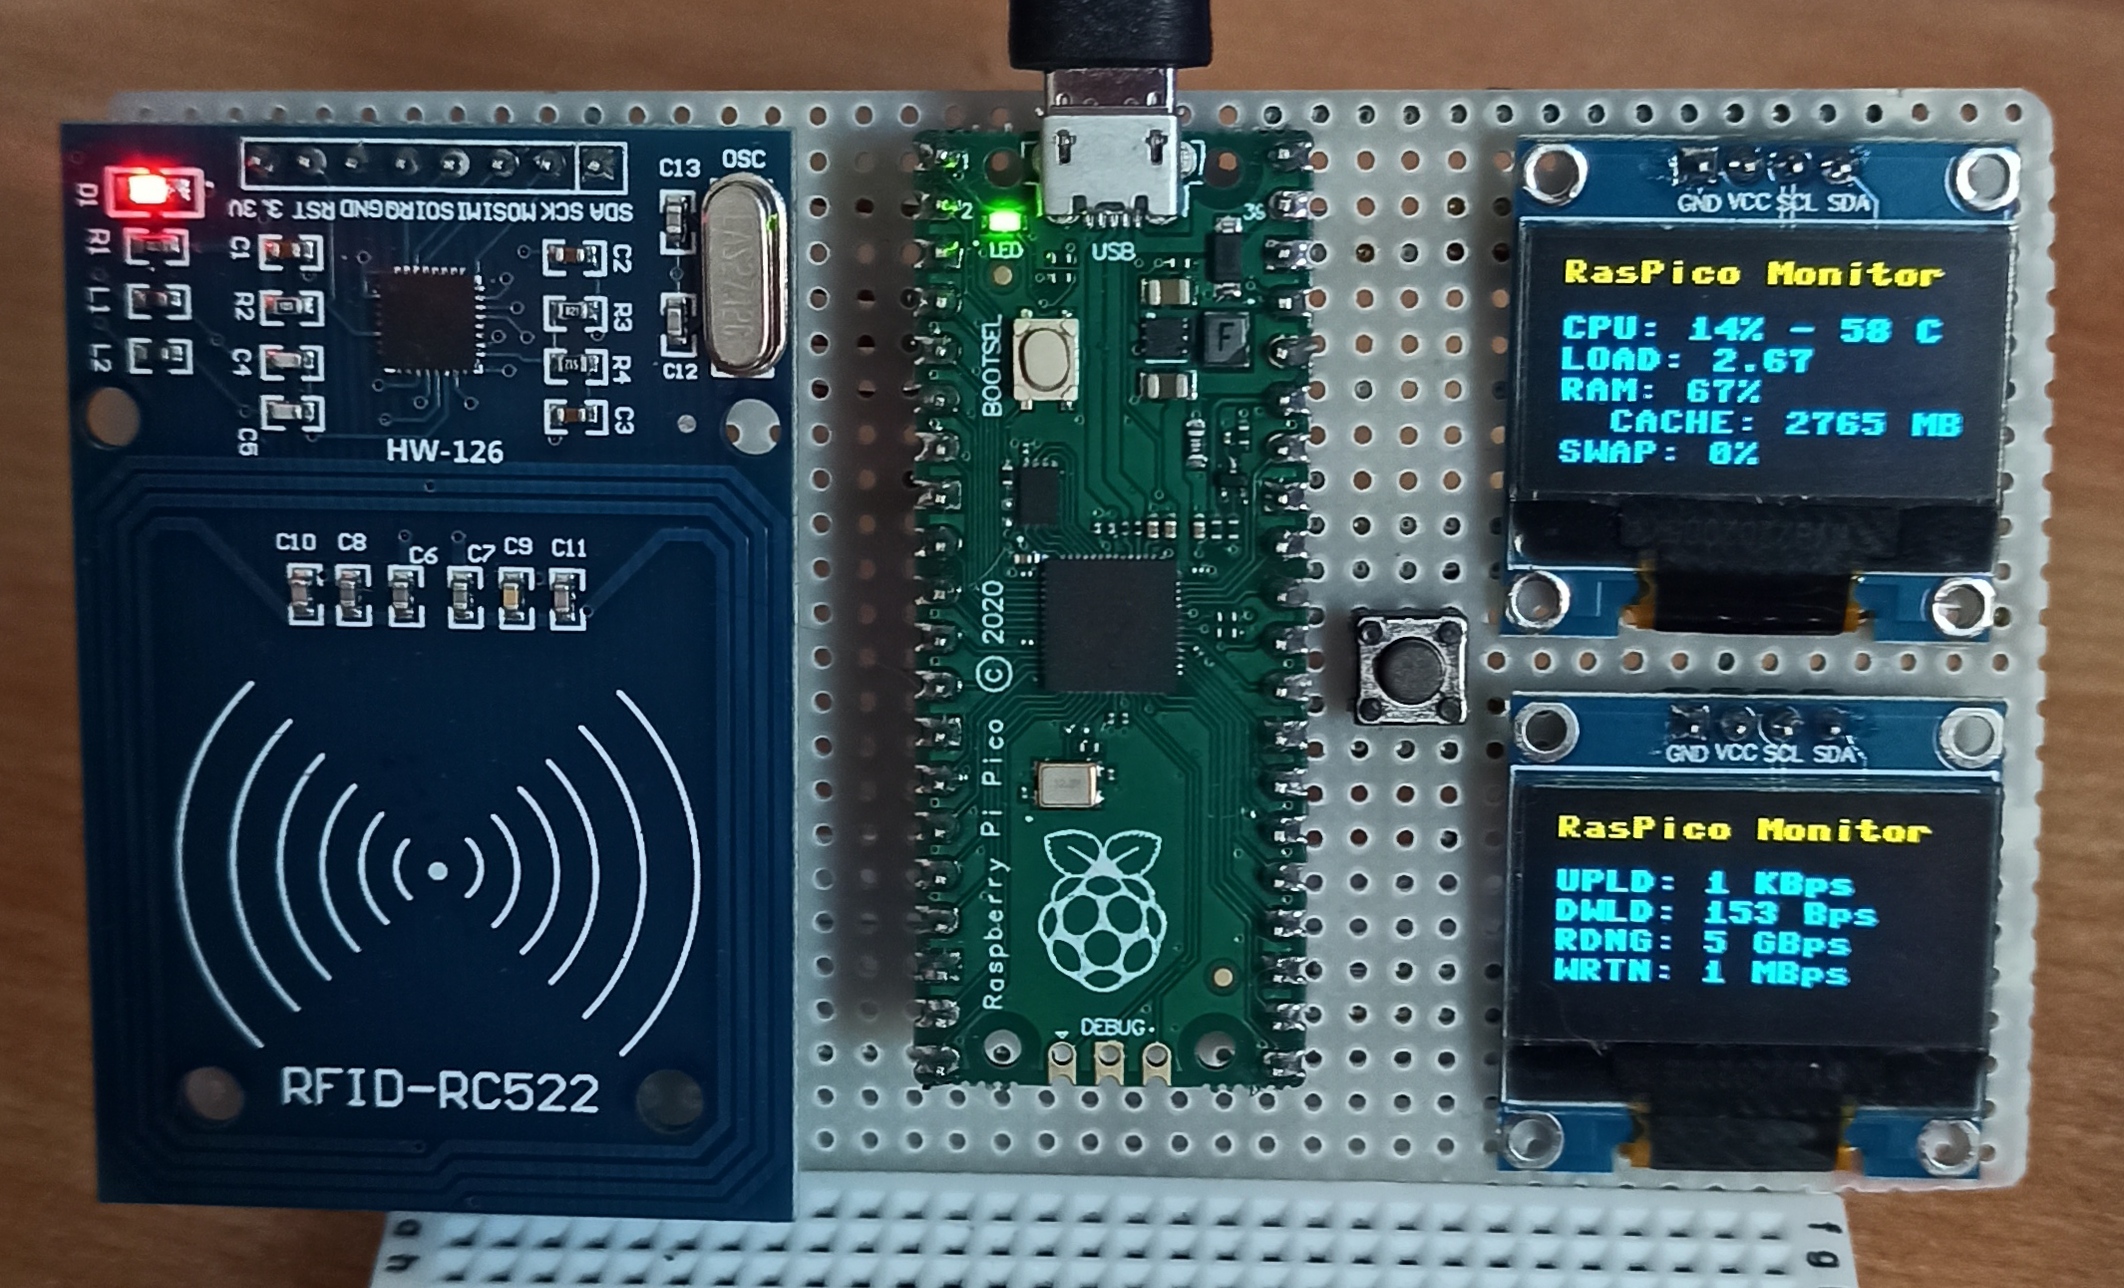 D1
R1
L1
L2
C1
R2
C4
C5
3.3V RST GND IRQ MISO MOSI SCK SDA
C2
R3
R4
C3
C13
OSC
C12
HW-126
C10 C8 C6 C7 C9 C11
RFID-RC522
2
LED
USB
BOOTSEL
F
Raspberry Pi Pico © 2020
DEBUG
GND VCC SCL SDA
RasPico Monitor
CPU: 14% - 58 C
LOAD: 2.67
RAM: 67%
CACHE: 2765 MB
SWAP: 0%
GND VCC SCL SDA
RasPico Monitor
UPLD: 1 KBps
DWLD: 153 Bps
RDNG: 5 GBps
WRTN: 1 MBps
g
h
f
g